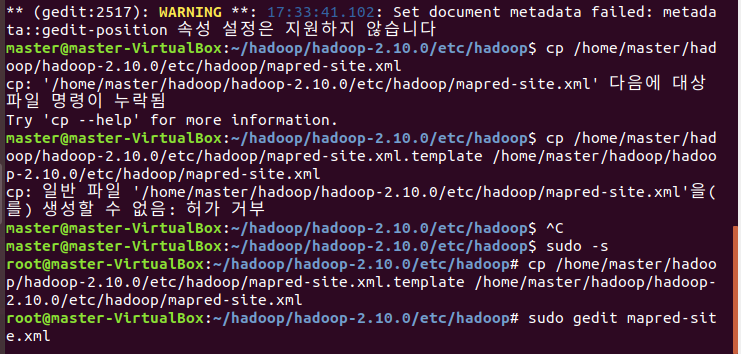 ** (gedit:2517): WARNING **: 17:33:41.102: Set document metadata failed: metada
ta::gedit-position 속성 설정은 지원하지 않습니다
master@master-VirtualBox:~/hadoop/hadoop-2.10.0/etc/hadoop$ cp /home/master/had
oop/hadoop-2.10.0/etc/hadoop/mapred-site.xml
cp: '/home/master/hadoop/hadoop-2.10.0/etc/hadoop/mapred-site.xml' 다음에 대상
파일 명령이 누락됨
Try 'cp --help' for more information.
master@master-VirtualBox:~/hadoop/hadoop-2.10.0/etc/hadoop$ cp /home/master/had
oop/hadoop-2.10.0/etc/hadoop/mapred-site.xml.template /home/master/hadoop/hadoo
p-2.10.0/etc/hadoop/mapred-site.xml
cp: 일반 파일 '/home/master/hadoop/hadoop-2.10.0/etc/hadoop/mapred-site.xml'을(
를) 생성할 수 없음: 허가 거부
master@master-VirtualBox:~/hadoop/hadoop-2.10.0/etc/hadoop$ ^C
master@master-VirtualBox:~/hadoop/hadoop-2.10.0/etc/hadoop$ sudo -s
root@master-VirtualBox:~/hadoop/hadoop-2.10.0/etc/hadoop# cp /home/master/hadoo
p/hadoop-2.10.0/etc/hadoop/mapred-site.xml.template /home/master/hadoop/hadoop-
2.10.0/etc/hadoop/mapred-site.xml
root@master-VirtualBox:~/hadoop/hadoop-2.10.0/etc/hadoop# sudo gedit mapred-sit
e.xml